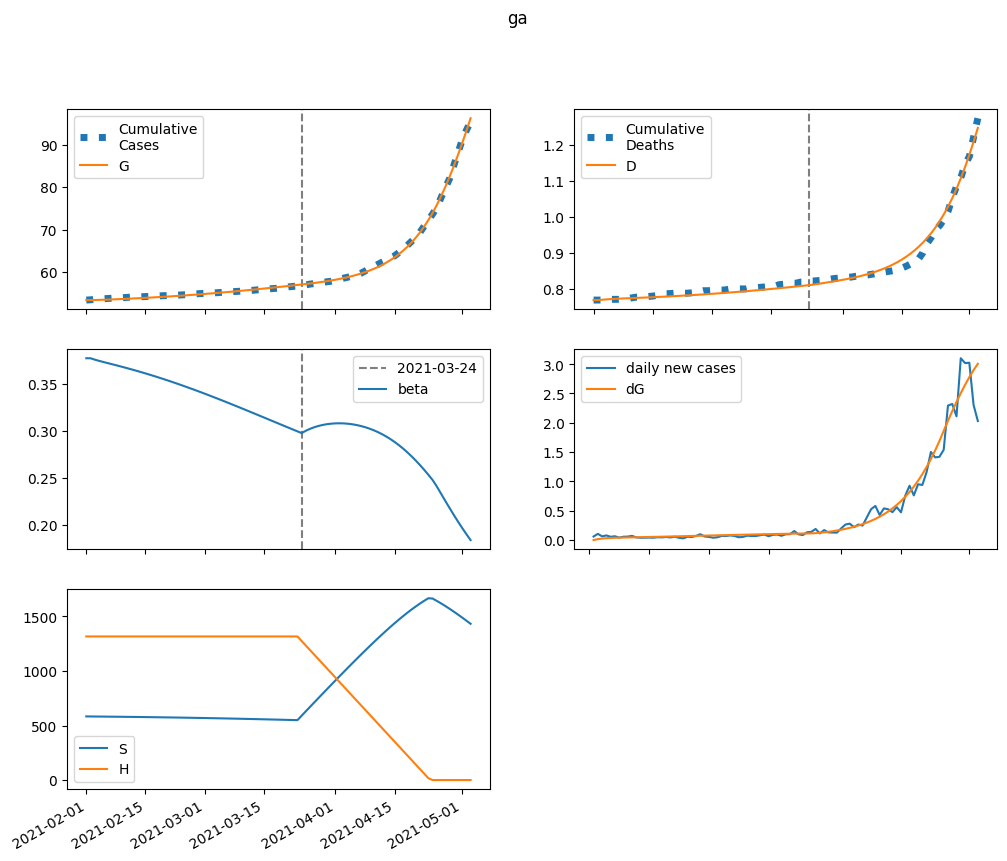 ga
Cumulative
Cases
G
90
80
70
60
Cumulative
Deaths
D
1.2
1.1
1.0
0.9
0.8
2021-03-24
beta
0.35
0.30
0.25
0.20
daily new cases
dG
3.0
2.5
2.0
1.5
1.0
0.5
0.0
1500
1000
500
0
S
H
2021-02-01
2021-02-15
2021-03-01
2021-03-15
2021-04-01
2021-04-15
2021-05-01